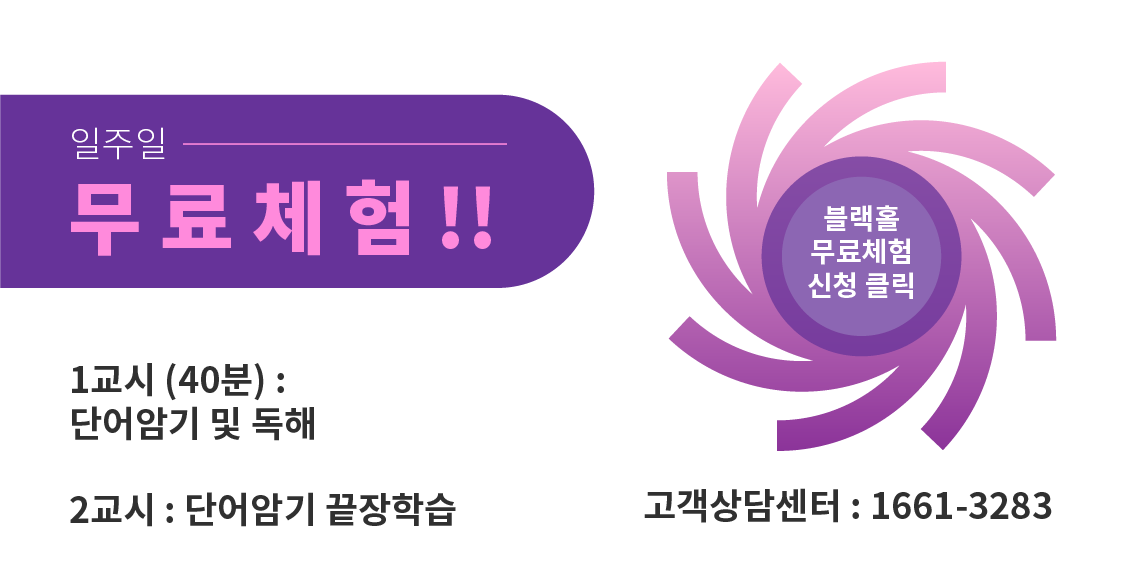 일주일
무료체험!!
1교시 (40분) :
단어암기 및 독해
2교시 : 단어암기 끝장학습
블랙홀
무료체험
신청 클릭
고객상담센터 : 1661-3283